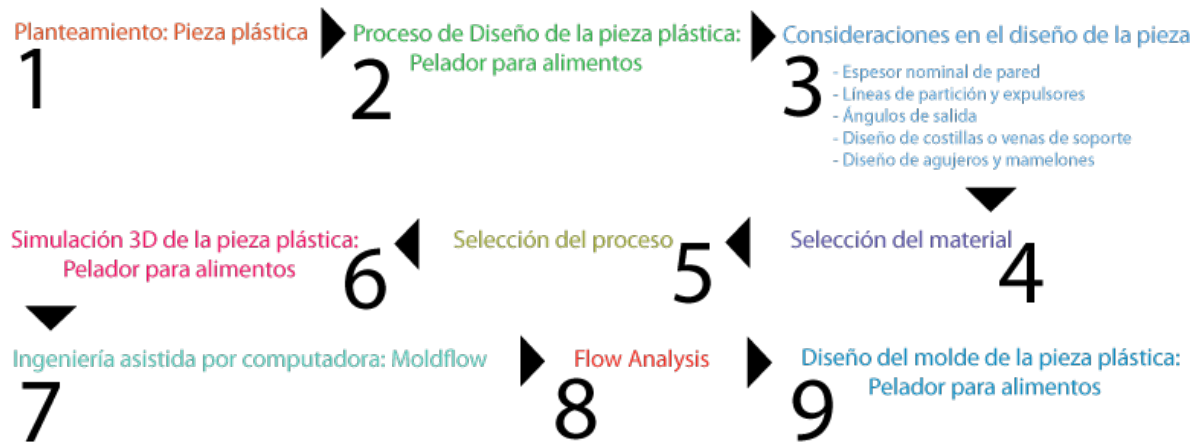 Planteamiento: Pieza plástica
1
Proceso de Diseño de la pieza plástica:
Pelador para alimentos
2
Consideraciones en el diseño de la pieza
3
- Espesor nominal de pared
- Líneas de partición y expulsores
- Ángulos de salida
- Diseño de costillas o venas de soporte
- Diseño de agujeros y mamelones
Selección del material
4
Selección del proceso
5
Simulación 3D de la pieza plástica:
Pelador para alimentos
6
Ingeniería asistida por computadora: Moldflow
7
Flow Analysis
8
Diseño del molde de la pieza plástica:
Pelador para alimentos
9